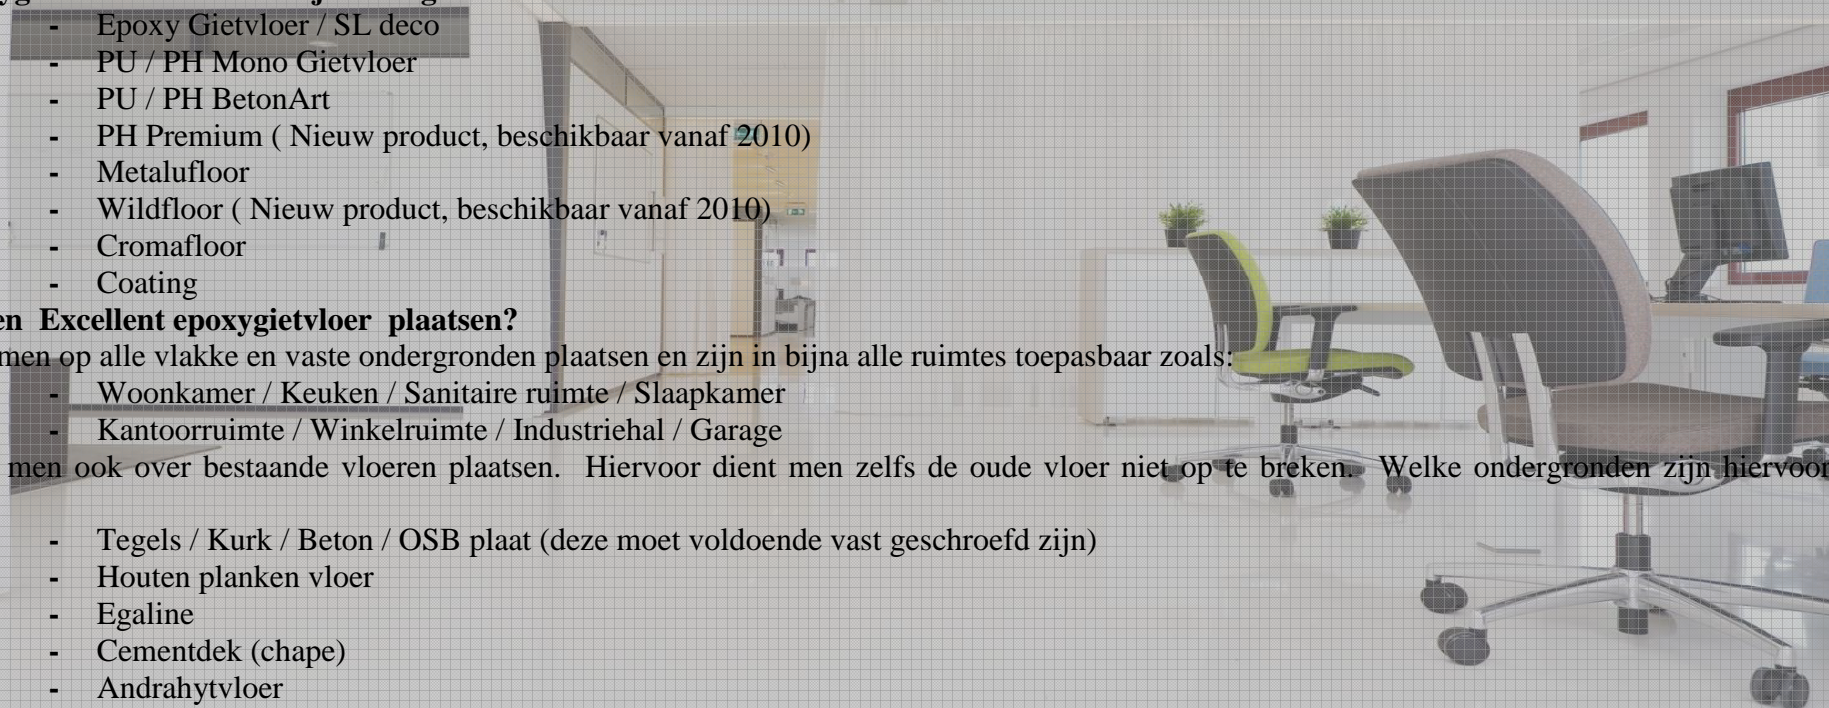 - Epoxy Gietvloer / SL deco
- PU / PH Mono Gietvloer
- PU / PH BetonArt
- PH Premium ( Nieuw product, beschikbaar vanaf 2010)
- Metalufloor
- Wildfloor ( Nieuw product, beschikbaar vanaf 2010)
- Cromafloor
- Coating
en Excellent epoxygietvloer plaatsen?
men op alle vlakke en vaste ondergronden plaatsen en zijn in bijna alle ruimtes toepasbaar zoals:
- Woonkamer / Keuken / Sanitaire ruimte / Slaapkamer
- Kantoorruimte / Winkelruimte / Industriehal / Garage
men ook over bestaande vloeren plaatsen. Hiervoor dient men zelfs de oude vloer niet op te breken. Welke ondergronden zijn hiervoor
- Tegels / Kurk / Beton / OSB plaat (deze moet voldoende vast geschroefd zijn)
- Houten planken vloer
- Egaline
- Cementdek (chape)
- Andrahytvloer